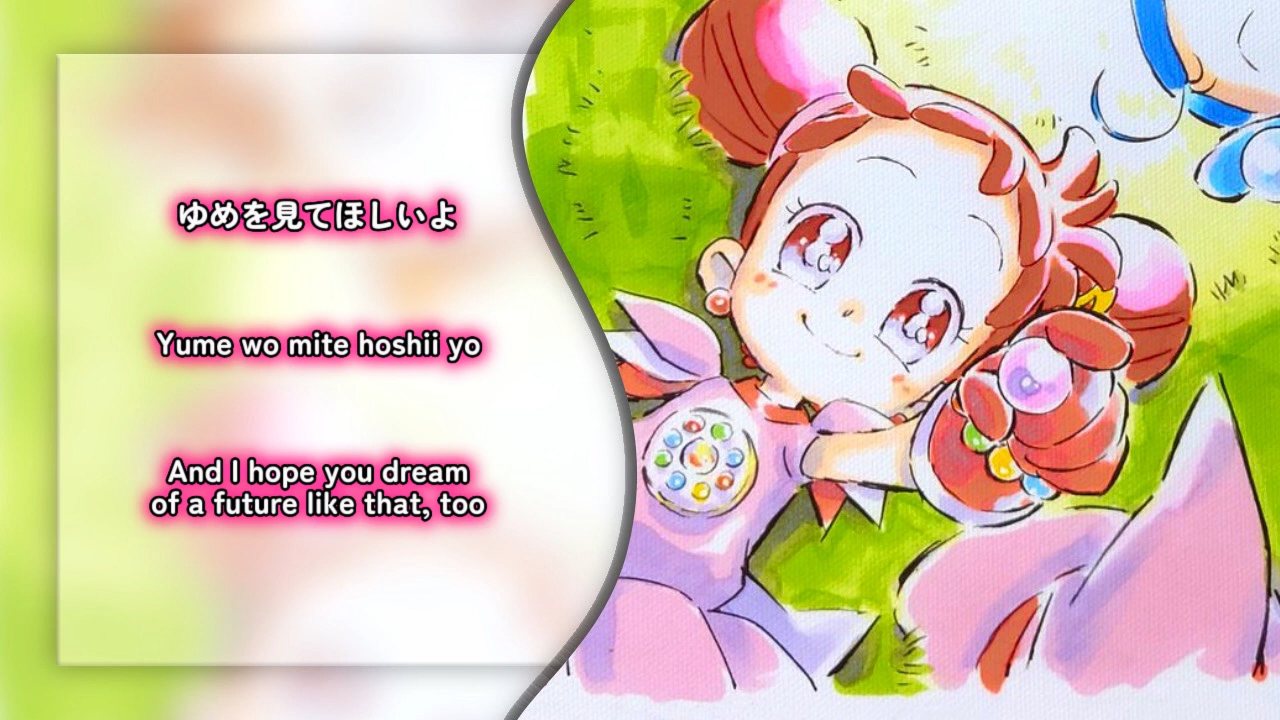 ゆめを見てほしいよ
Yume wo mite hoshii yo
And I hope you dream
of a future like that, too